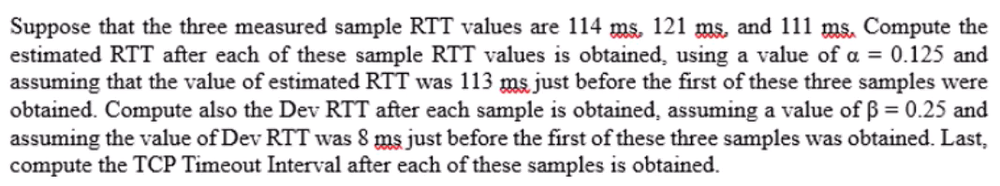 Suppose that the three measured sample RTT values are 114 ms, 121 ms, and 111 ms. Compute the
estimated RTT after each of these sample RTT values is obtained, using a value of α = 0.125 and
assuming that the value of estimated RTT was 113 ms just before the first of these three samples were
obtained. Compute also the Dev RTT after each sample is obtained, assuming a value of β = 0.25 and
assuming the value of Dev RTT was 8 ms just before the first of these three samples was obtained. Last,
compute the TCP Timeout Interval after each of these samples is obtained.